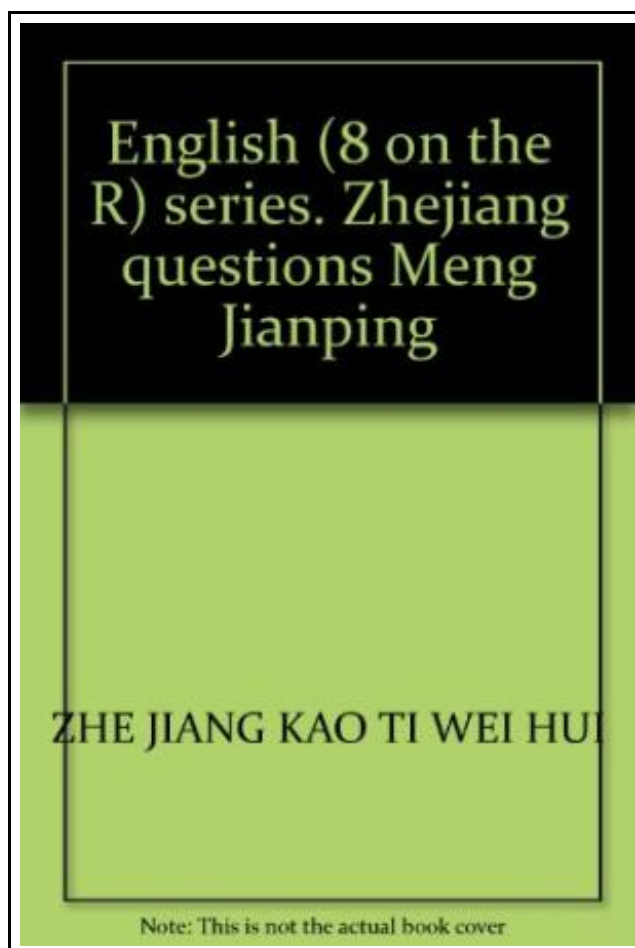 English (8 on the
R) series. Zhejiang
questions Meng
Jianping
ZHE JIANG KAO TI WEI HUI
Note: This is not the actual book cover